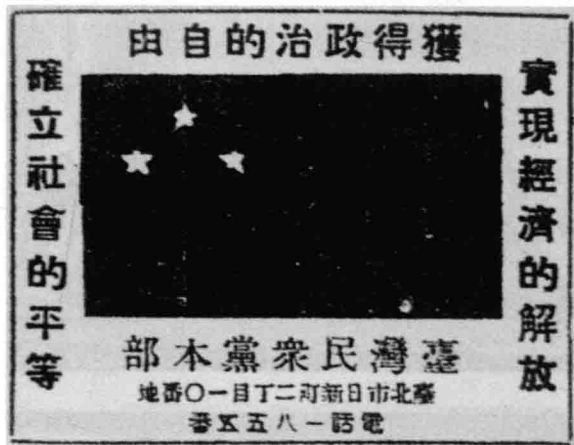 獲得政治的自由
實現經濟的解放
確立社會的平等
臺灣民衆黨本部
臺北市日新町二丁目一〇番地
電話一八五五番